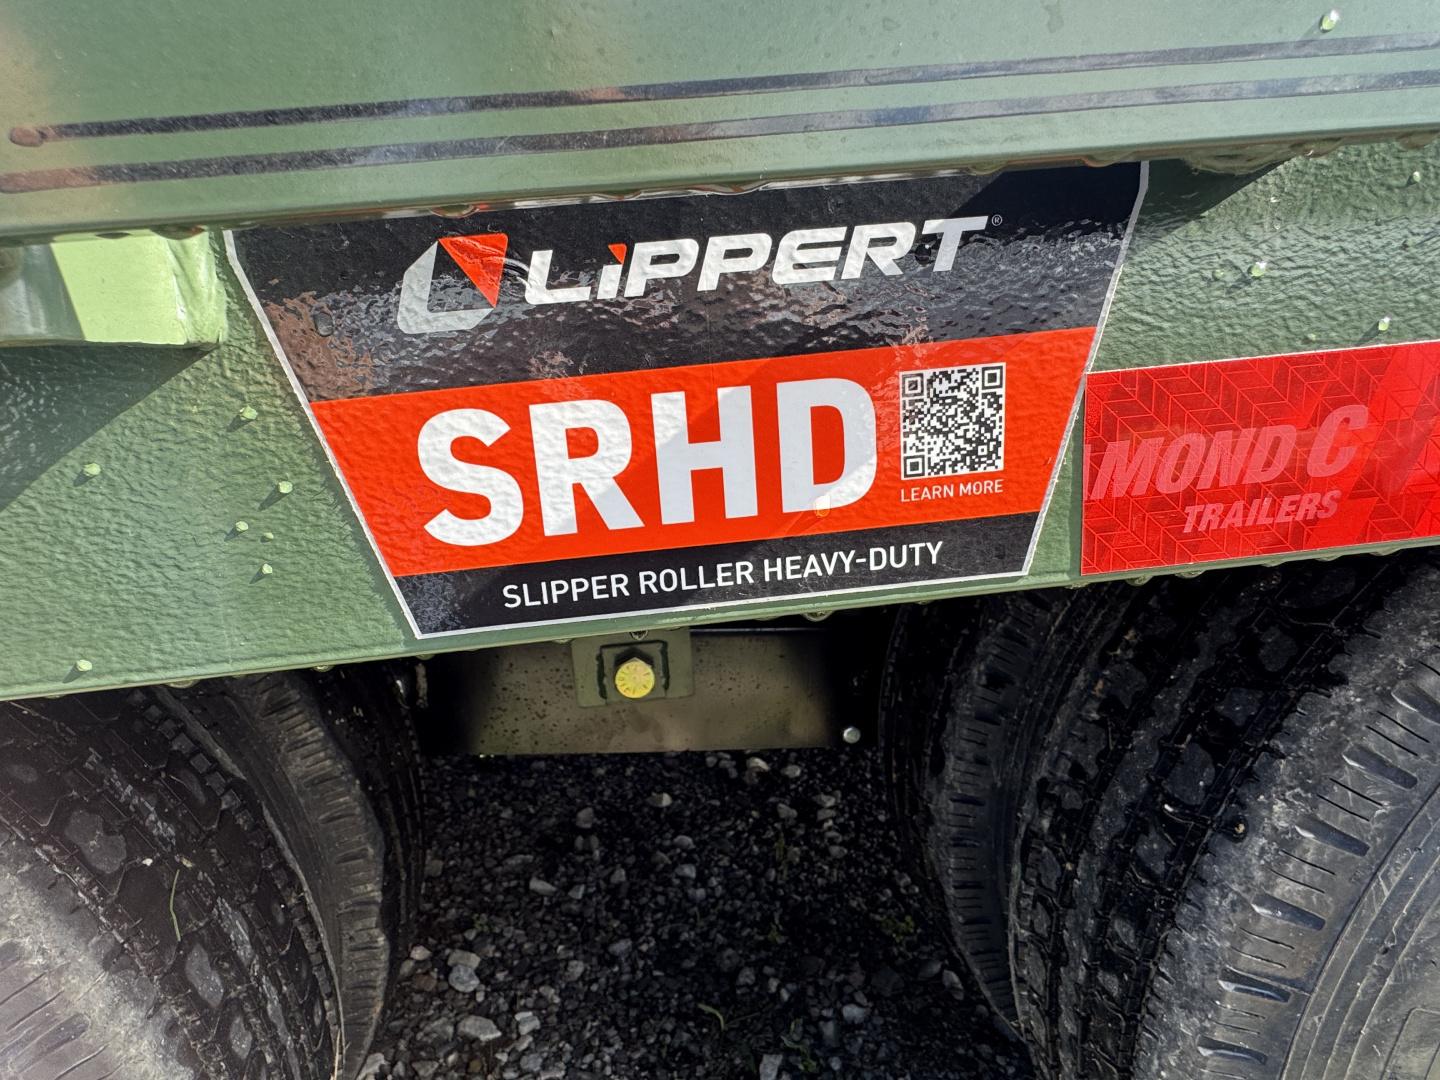 LIPPERT®
SRHD
LEARN MORE
SLIPPER ROLLER HEAVY-DUTY
MOND C
TRAILERS